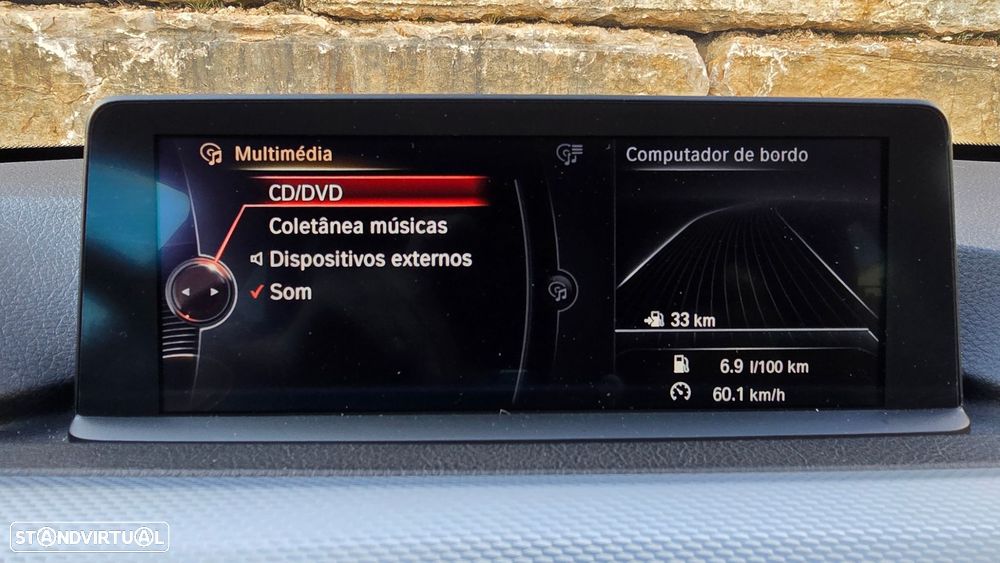 Multimédia
CD/DVD
Coletânea músicas
Dispositivos externos
Som
Computador de bordo
33 km
6.9 l/100 km
60.1 km/h
STANDVIRTUAL